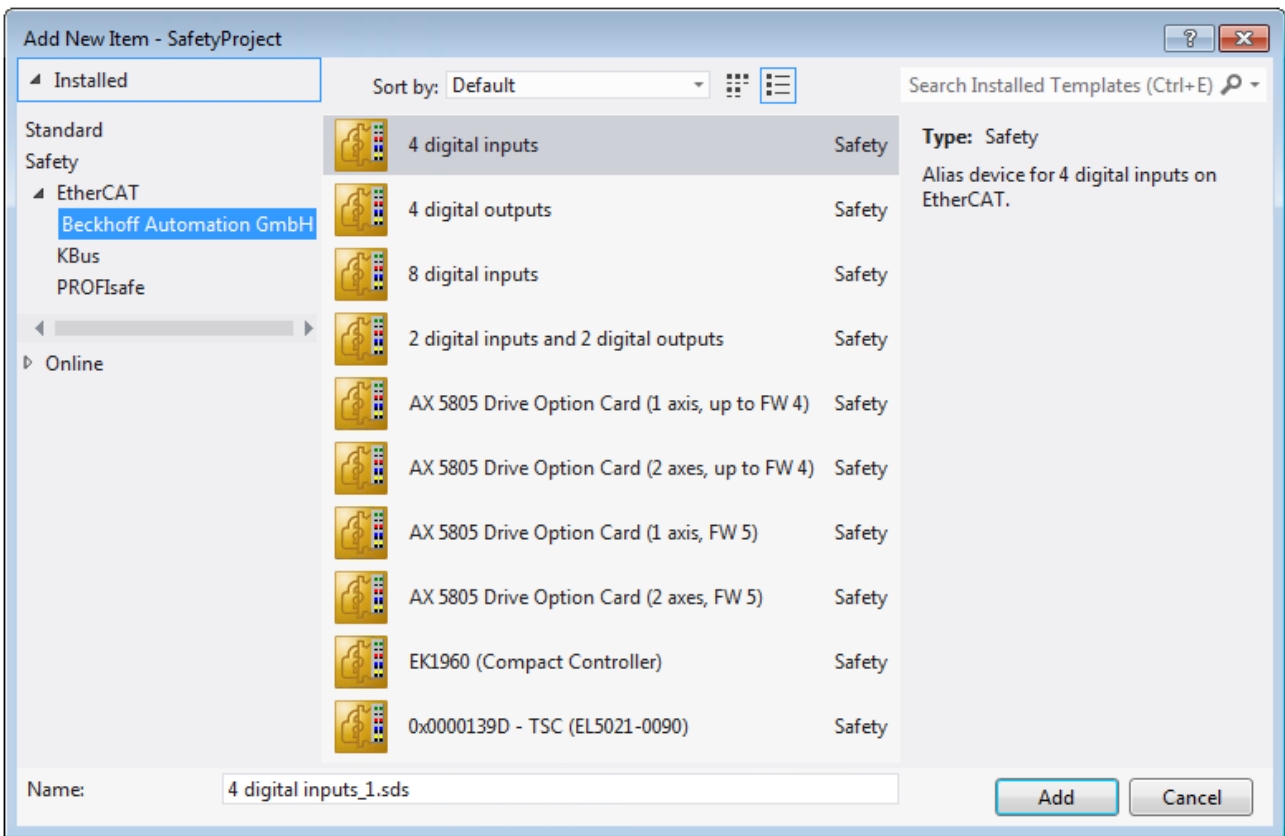 Add New Item - SafetyProject
Installed
Sort by: Default
Search Installed Templates (Ctrl+E)
Standard
Safety
EtherCAT
Beckhoff Automation GmbH
KBus
PROFIsafe
Online
4 digital inputs Safety
4 digital outputs Safety
8 digital inputs Safety
2 digital inputs and 2 digital outputs Safety
AX 5805 Drive Option Card (1 axis, up to FW 4) Safety
AX 5805 Drive Option Card (2 axes, up to FW 4) Safety
AX 5805 Drive Option Card (1 axis, FW 5) Safety
AX 5805 Drive Option Card (2 axes, FW 5) Safety
EK1960 (Compact Controller) Safety
0x0000139D - TSC (EL5021-0090) Safety
Type: Safety
Alias device for 4 digital inputs on
EtherCAT.
Name: 4 digital inputs_1.sds
Add Cancel